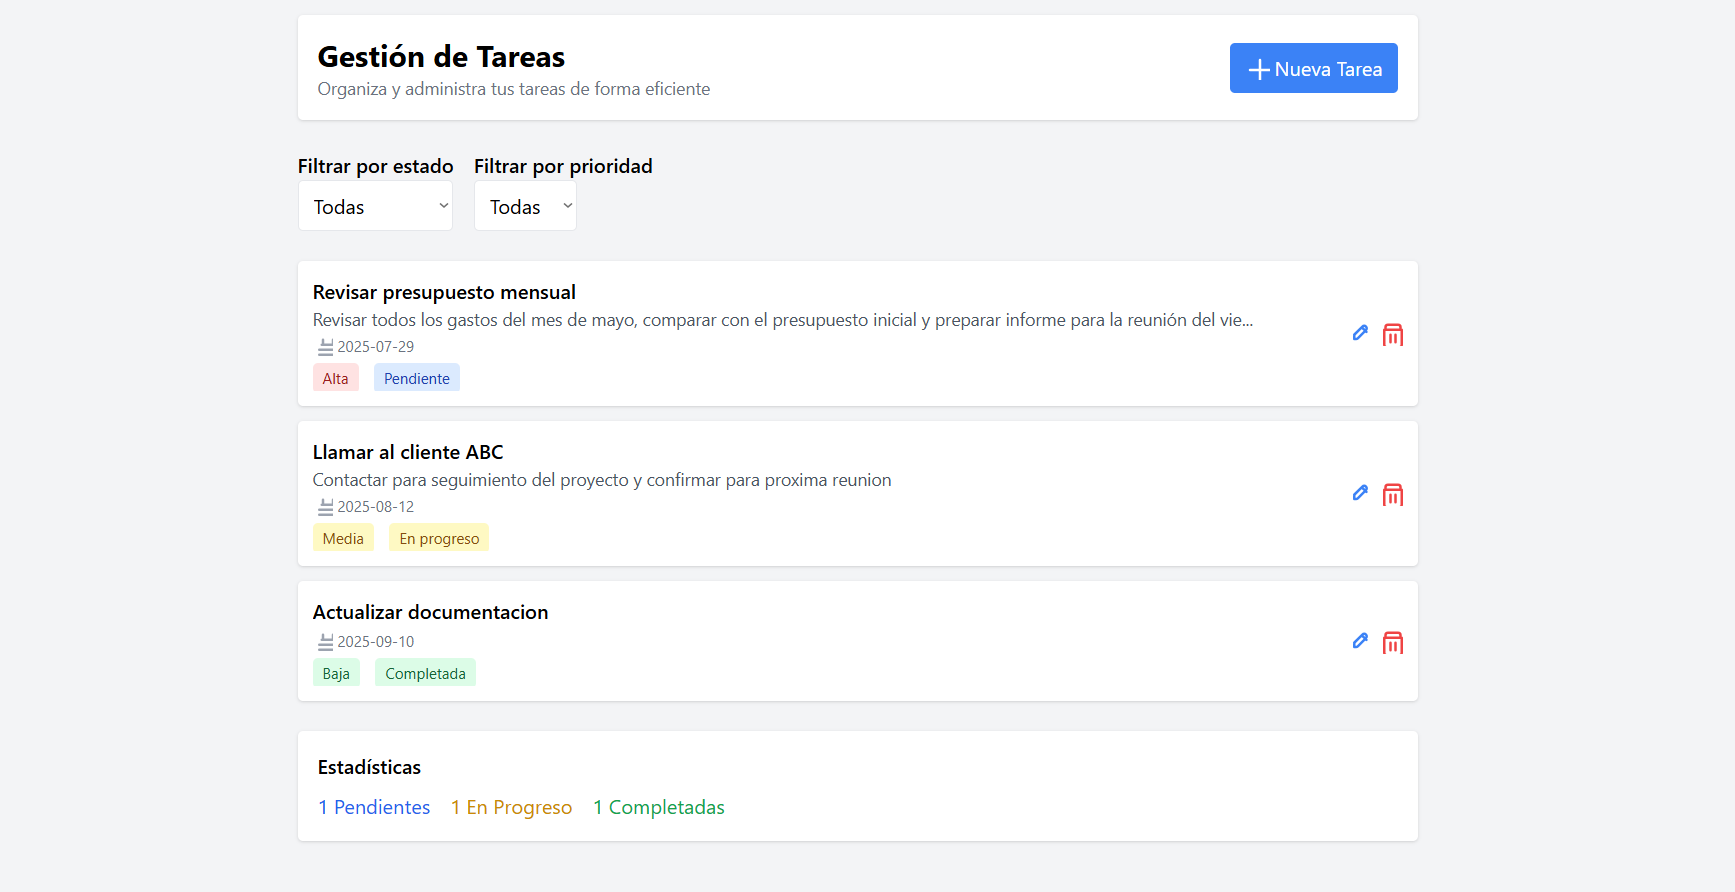 Gestión de Tareas
Organiza y administra tus tareas de forma eficiente
Nueva Tarea
Filtrar por estado
Todas
Filtrar por prioridad
Todas
Revisar presupuesto mensual
Revisar todos los gastos del mes de mayo, comparar con el presupuesto inicial y preparar informe para la reunión del vie...
2025-07-29
Alta Pendiente
Llamar al cliente ABC
Contactar para seguimiento del proyecto y confirmar para proxima reunion
2025-08-12
Media En progreso
Actualizar documentacion
2025-09-10
Baja Completada
Estadísticas
1 Pendientes 1 En Progreso 1 Completadas